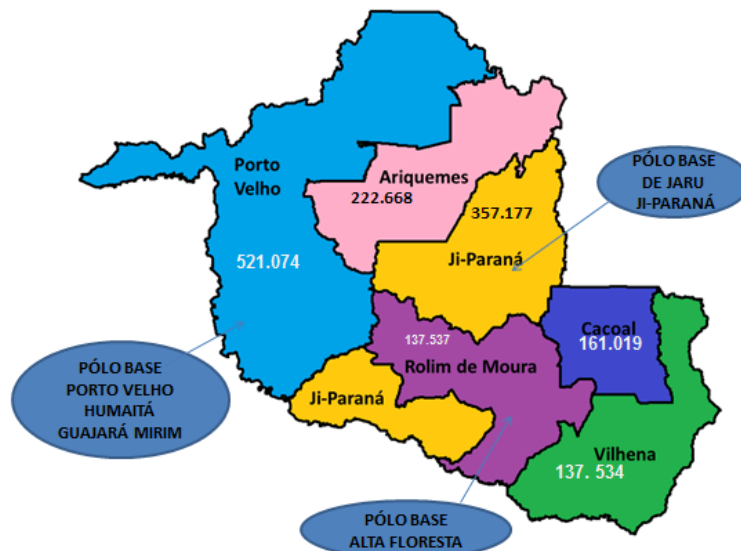 Porto
Velho
521.074
Ariquemes
222.668
357.177
Ji-Paraná
PÓLO BASE
DE JARU
JI-PARANÁ
137.537
Rolim de Moura
Cacoal
161.019
Ji-Paraná
Vilhena
137. 534
PÓLO BASE
PORTO VELHO
HUMAITÁ
GUAJARÁ MIRIM
PÓLO BASE
ALTA FLORESTA